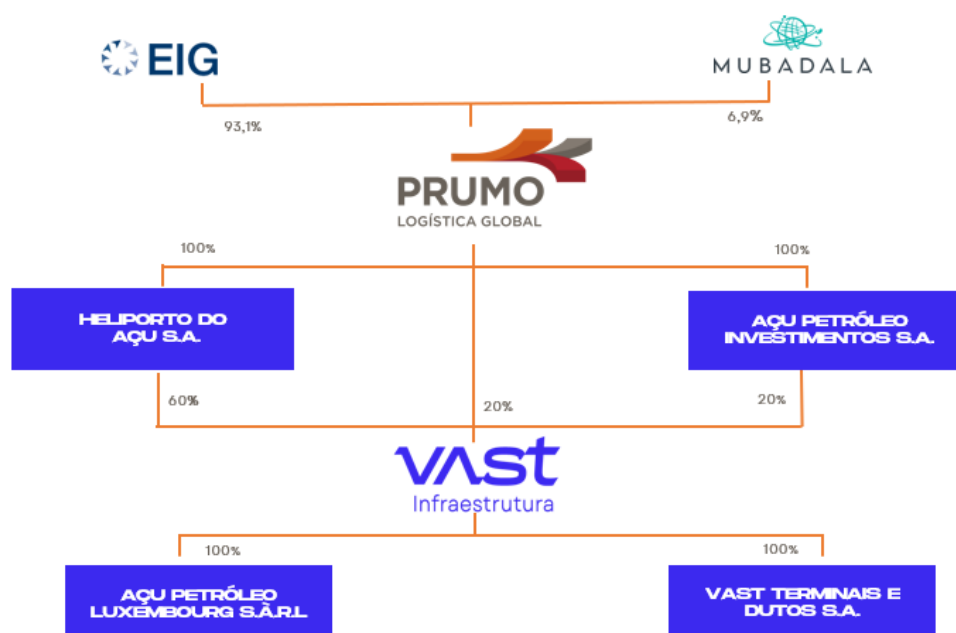 EIG
MUBADALA
93,1%
6,9%
PRUMO
LOGÍSTICA GLOBAL
100%
100%
HELIPORTO DO
AÇU S.A.
AÇU PETRÓLEO
INVESTIMENTOS S.A.
60%
20%
20%
vast
Infraestrutura
100%
100%
AÇU PETRÓLEO
LUXEMBOURG S.À.R.L
VAST TERMINAIS E
DUTOS S.A.